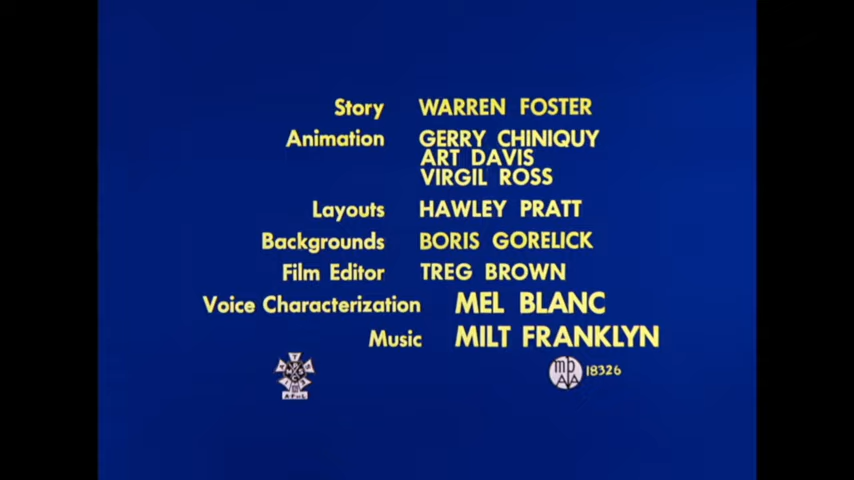 Story WARREN FOSTER
Animation GERRY CHINIQUY
ART DAVIS
VIRGIL ROSS
Layouts HAWLEY PRATT
Backgrounds BORIS GORELICK
Film Editor TREG BROWN
Voice Characterization MEL BLANC
Music MILT FRANKLYN
MPAA 18326